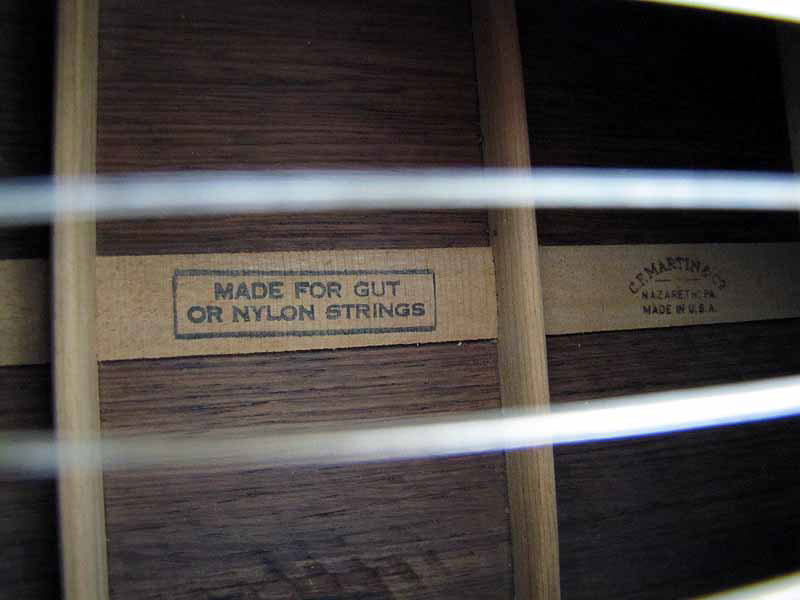 MADE FOR GUT
OR NYLON STRINGS
C.F. MARTIN & Co.
NAZARETH, PA.
MADE IN U.S.A.